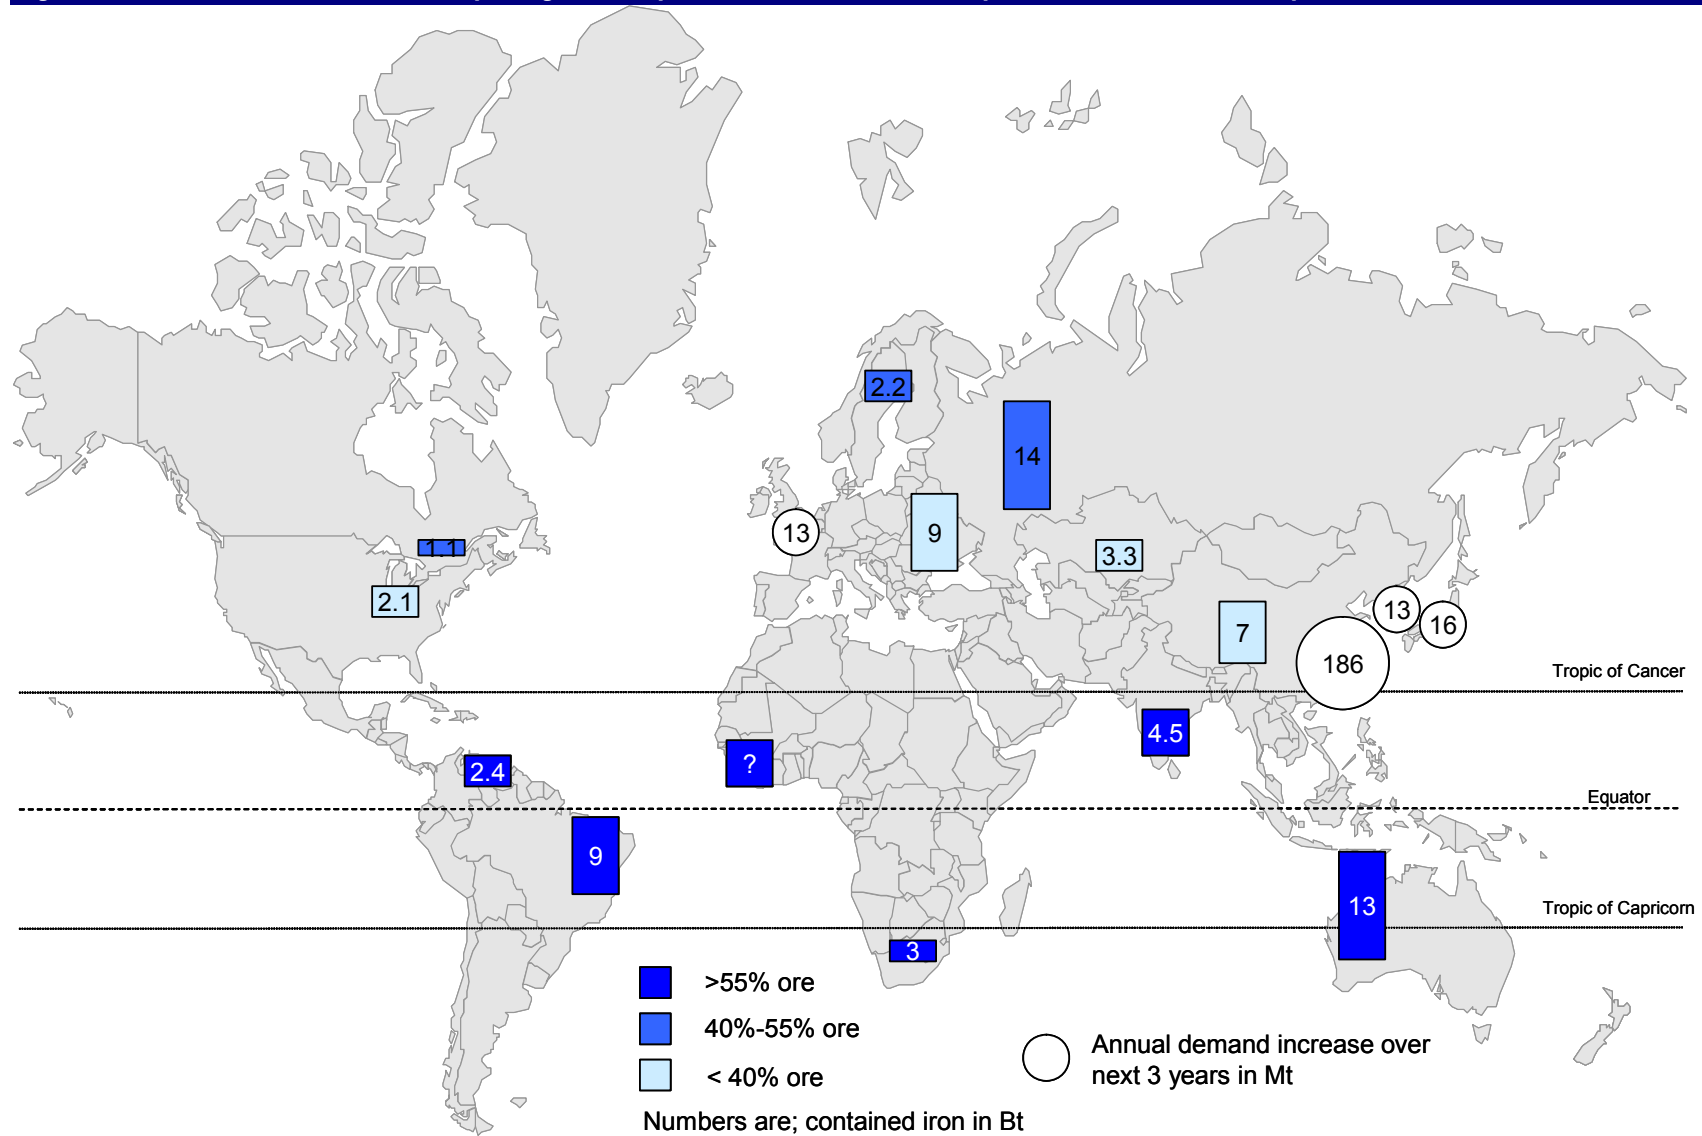 2.2
14
13
9
1.1
3.3
2.1
7
13
16
186
Tropic of Cancer
4.5
?
2.4
Equator
9
13
Tropic of Capricorn
3
>55% ore
40%-55% ore
< 40% ore
Annual demand increase over
next 3 years in Mt
Numbers are; contained iron in Bt